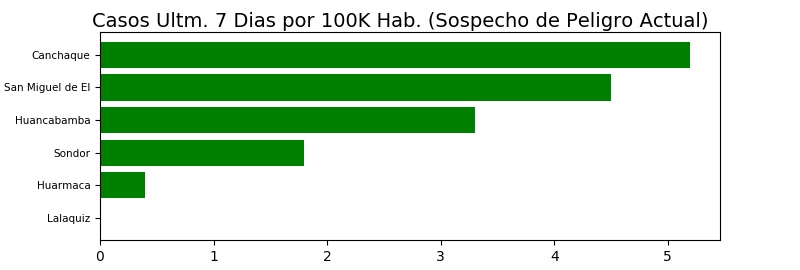 Casos Ultm. 7 Dias por 100K Hab. (Sospecho de Peligro Actual)
Canchaque
San Miguel de El
Huancabamba
Sondor
Huarmaca
Lalaquiz
0 1 2 3 4 5